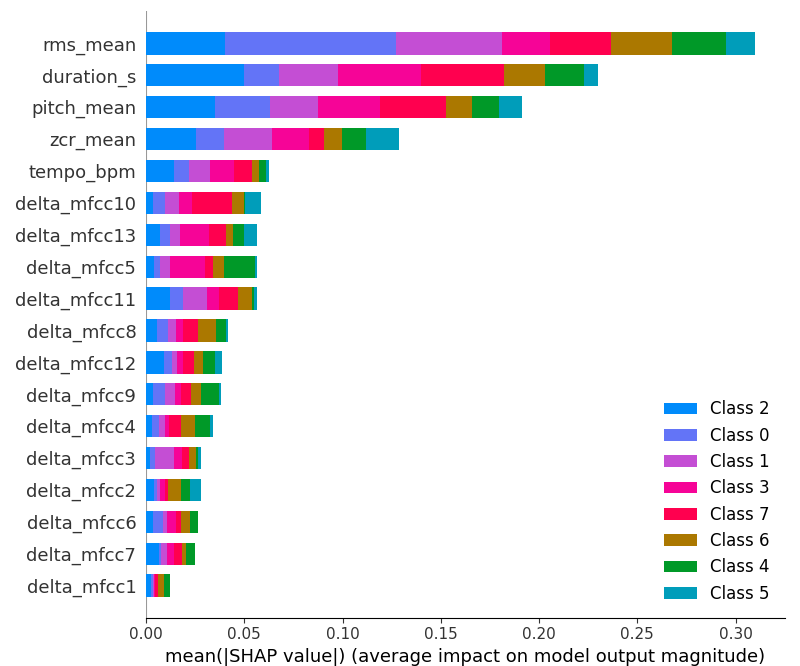 rms_mean
duration_s
pitch_mean
zcr_mean
tempo_bpm
delta_mfcc10
delta_mfcc13
delta_mfcc5
delta_mfcc11
delta_mfcc8
delta_mfcc12
delta_mfcc9
delta_mfcc4
delta_mfcc3
delta_mfcc2
delta_mfcc6
delta_mfcc7
delta_mfcc1
Class 2
Class 0
Class 1
Class 3
Class 7
Class 6
Class 4
Class 5
0.00 0.05 0.10 0.15 0.20 0.25 0.30
mean(|SHAP value|) (average impact on model output magnitude)